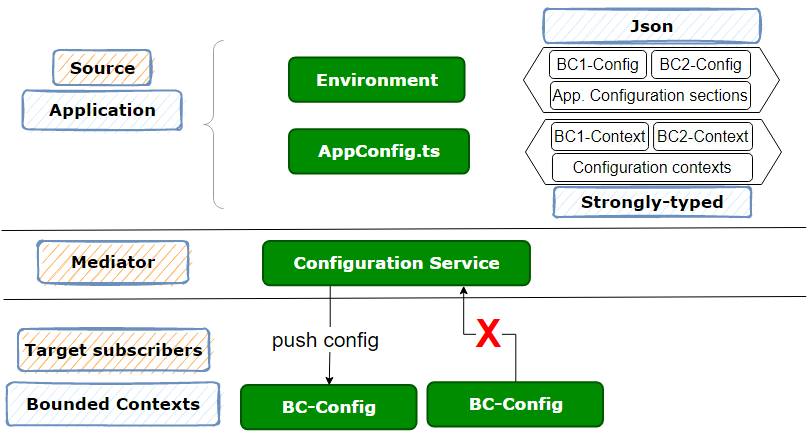 Json
Source
Environment
BC1-Config
BC2-Config
App. Configuration sections
Application
AppConfig.ts
BC1-Context
BC2-Context
Configuration contexts
Strongly-typed
Mediator
Configuration Service
push config
X
Target subscribers
Bounded Contexts
BC-Config
BC-Config